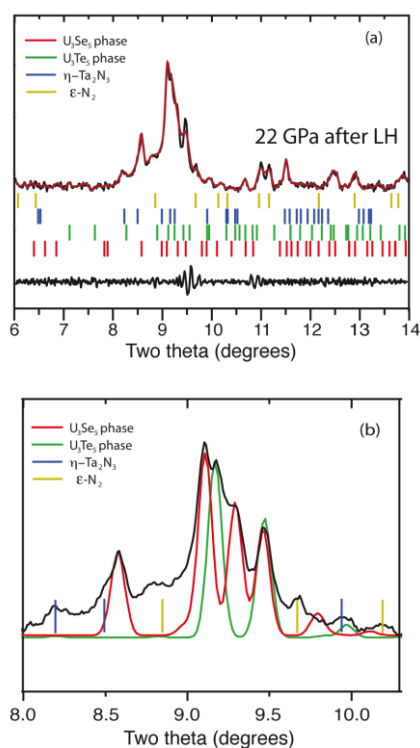 (a)
U₃Se₅ phase
U₃Te₅ phase
η–Ta₂N₃
ε-N₂
22 GPa after LH
6 7 8 9 10 11 12 13 14
Two theta (degrees)
(b)
U₃Se₅ phase
U₃Te₅ phase
η–Ta₂N₃
ε-N₂
8.0 8.5 9.0 9.5 10.0
Two theta (degrees)